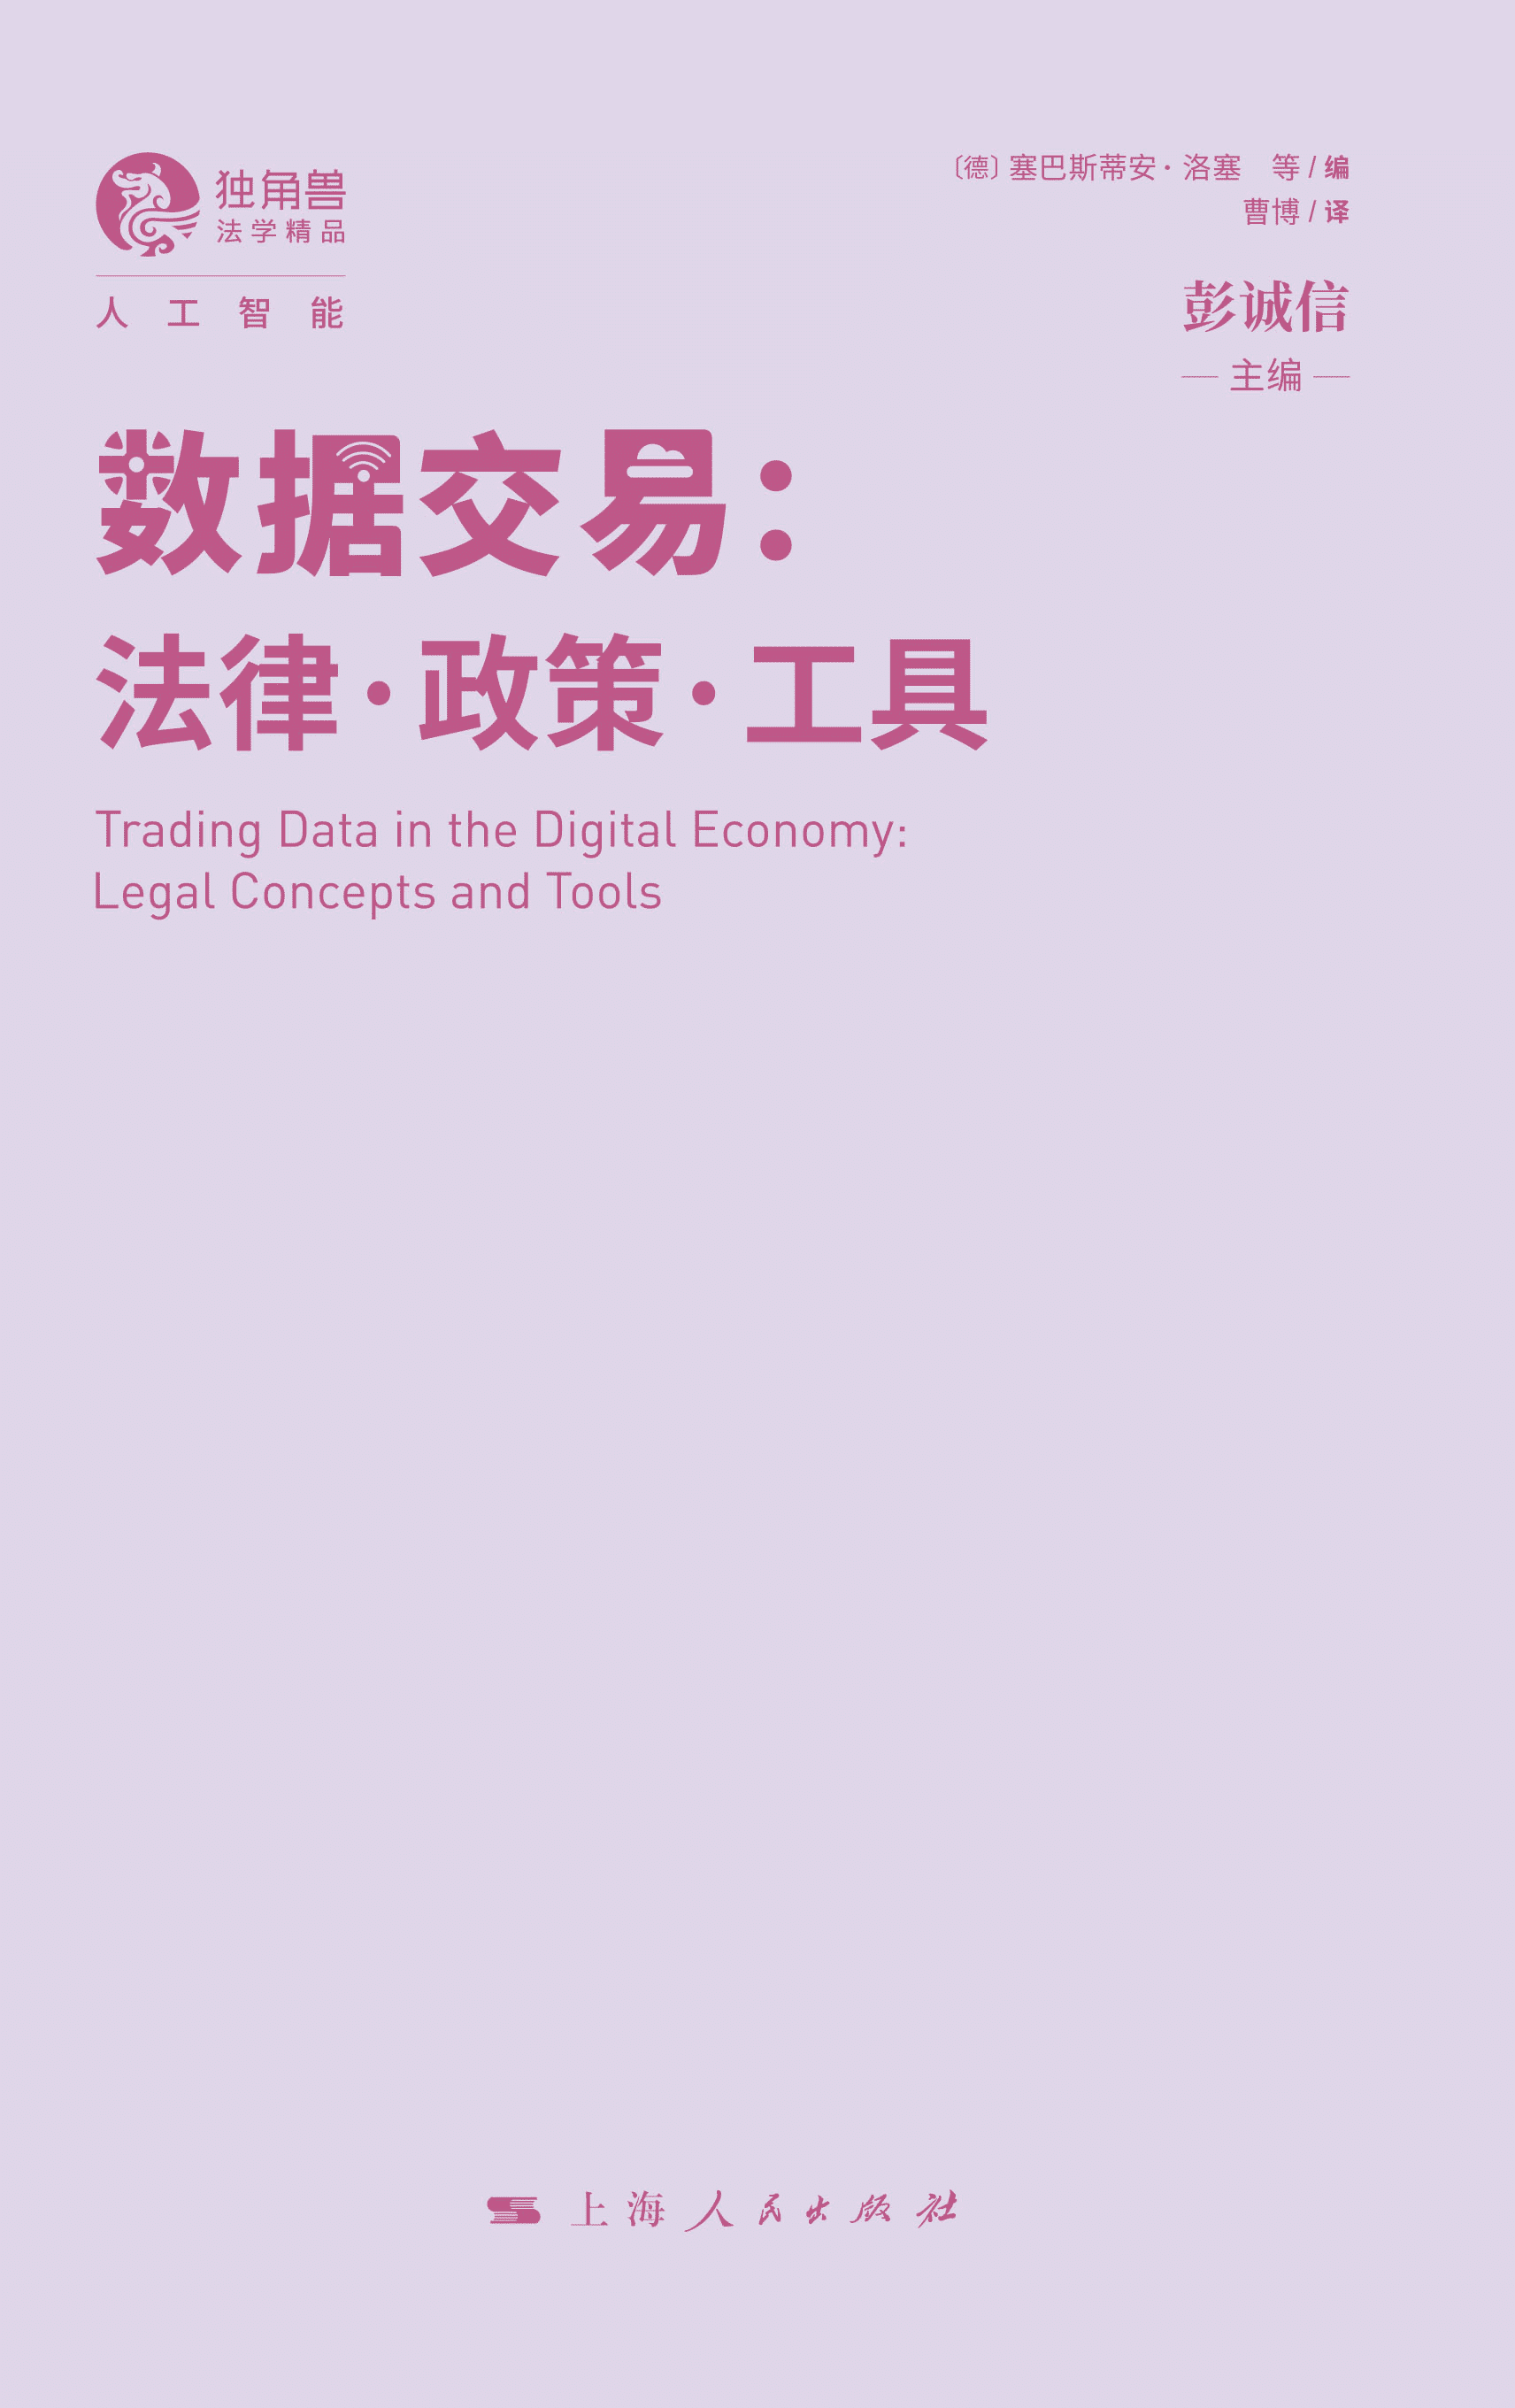 独角兽
法学精品
人工智能
〔德〕塞巴斯蒂安·洛塞 等/编
曹博/译
彭诚信
主编
数据交易：
法律·政策·工具
Trading Data in the Digital Economy:
Legal Concepts and Tools
上海人民出版社